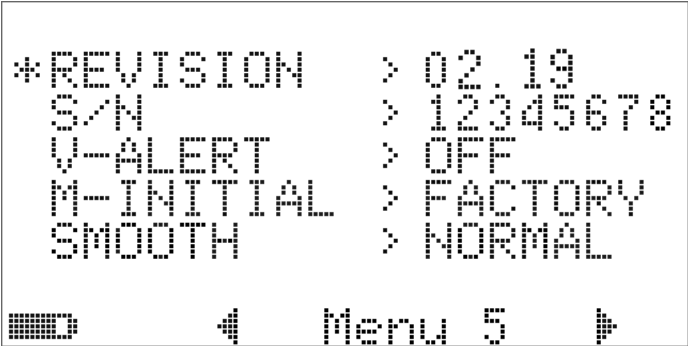 *REVISION > 02.19
S/N > 12345678
V-ALERT > OFF
M-INITIAL > FACTORY
SMOOTH > NORMAL
◀ Menu 5 ▶